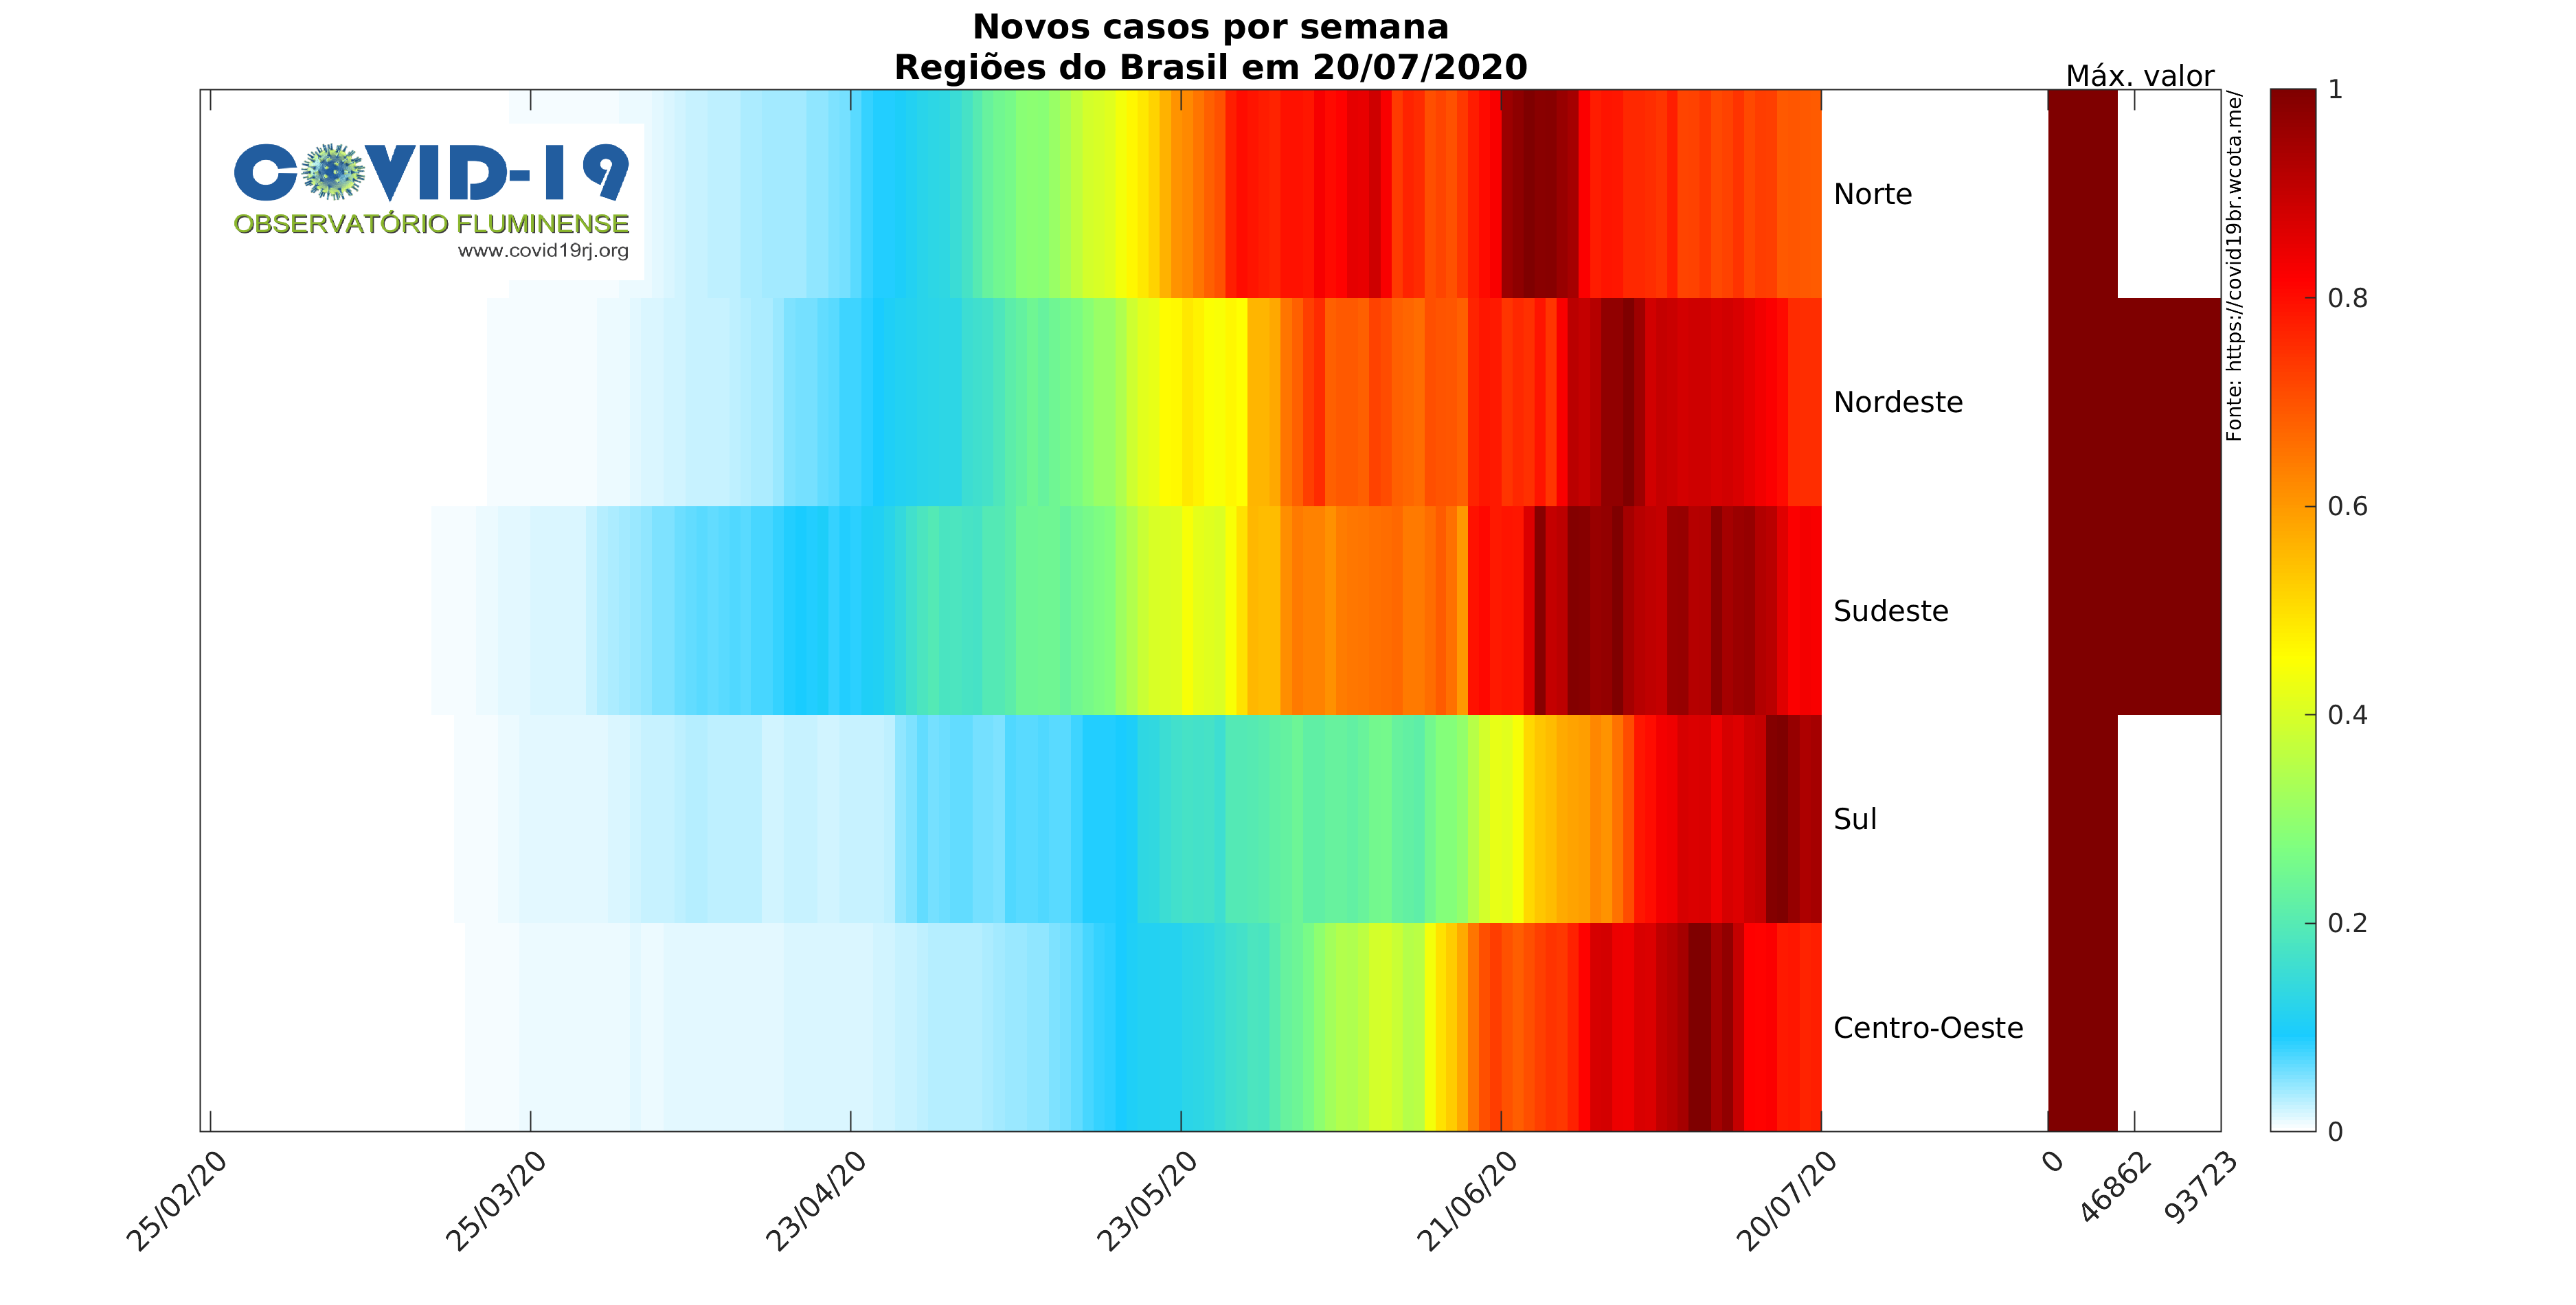 Novos casos por semana
Regiões do Brasil em 20/07/2020
Máx. valor
COVID-19
OBSERVATÓRIO FLUMINENSE
www.covid19rj.org
Norte
Nordeste
Sudeste
Sul
Centro-Oeste
Fonte: https://covid19br.wcota.me/
1
0.8
0.6
0.4
0.2
0
25/02/20
25/03/20
23/04/20
23/05/20
21/06/20
20/07/20
0
46862
93723